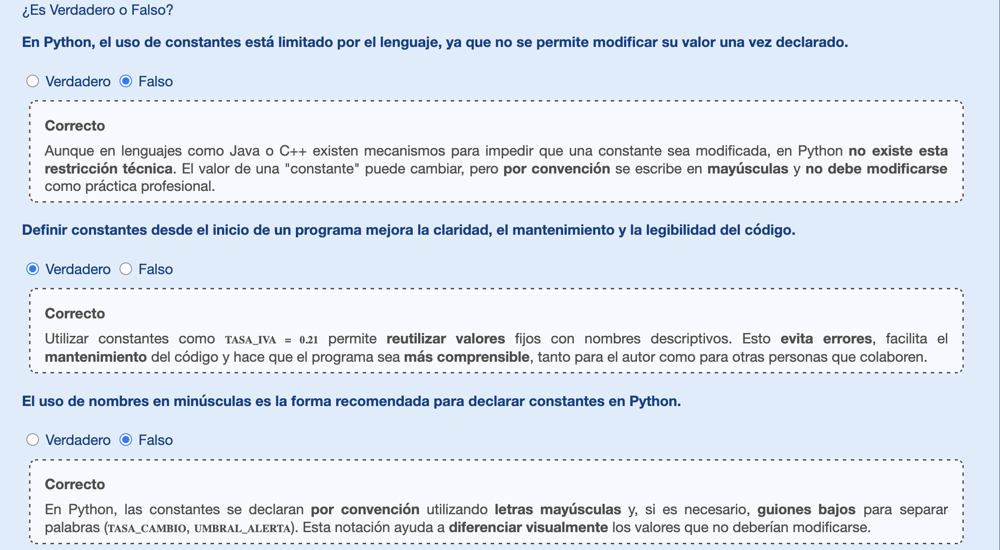 ¿Es Verdadero o Falso?
En Python, el uso de constantes está limitado por el lenguaje, ya que no se permite modificar su valor una vez declarado.
Verdadero Falso
Correcto
Aunque en lenguajes como Java o C++ existen mecanismos para impedir que una constante sea modificada, en Python no existe esta
restricción técnica. El valor de una "constante" puede cambiar, pero por convención se escribe en mayúsculas y no debe modificarse
como práctica profesional.
Definir constantes desde el inicio de un programa mejora la claridad, el mantenimiento y la legibilidad del código.
Verdadero Falso
Correcto
Utilizar constantes como TASA_IVA = 0.21 permite reutilizar valores fijos con nombres descriptivos. Esto evita errores, facilita el
mantenimiento del código y hace que el programa sea más comprensible, tanto para el autor como para otras personas que colaboren.
El uso de nombres en minúsculas es la forma recomendada para declarar constantes en Python.
Verdadero Falso
Correcto
En Python, las constantes se declaran por convención utilizando letras mayúsculas y, si es necesario, guiones bajos para separar
palabras (TASA_CAMBIO, UMBRAL_ALERTA). Esta notación ayuda a diferenciar visualmente los valores que no deberían modificarse.